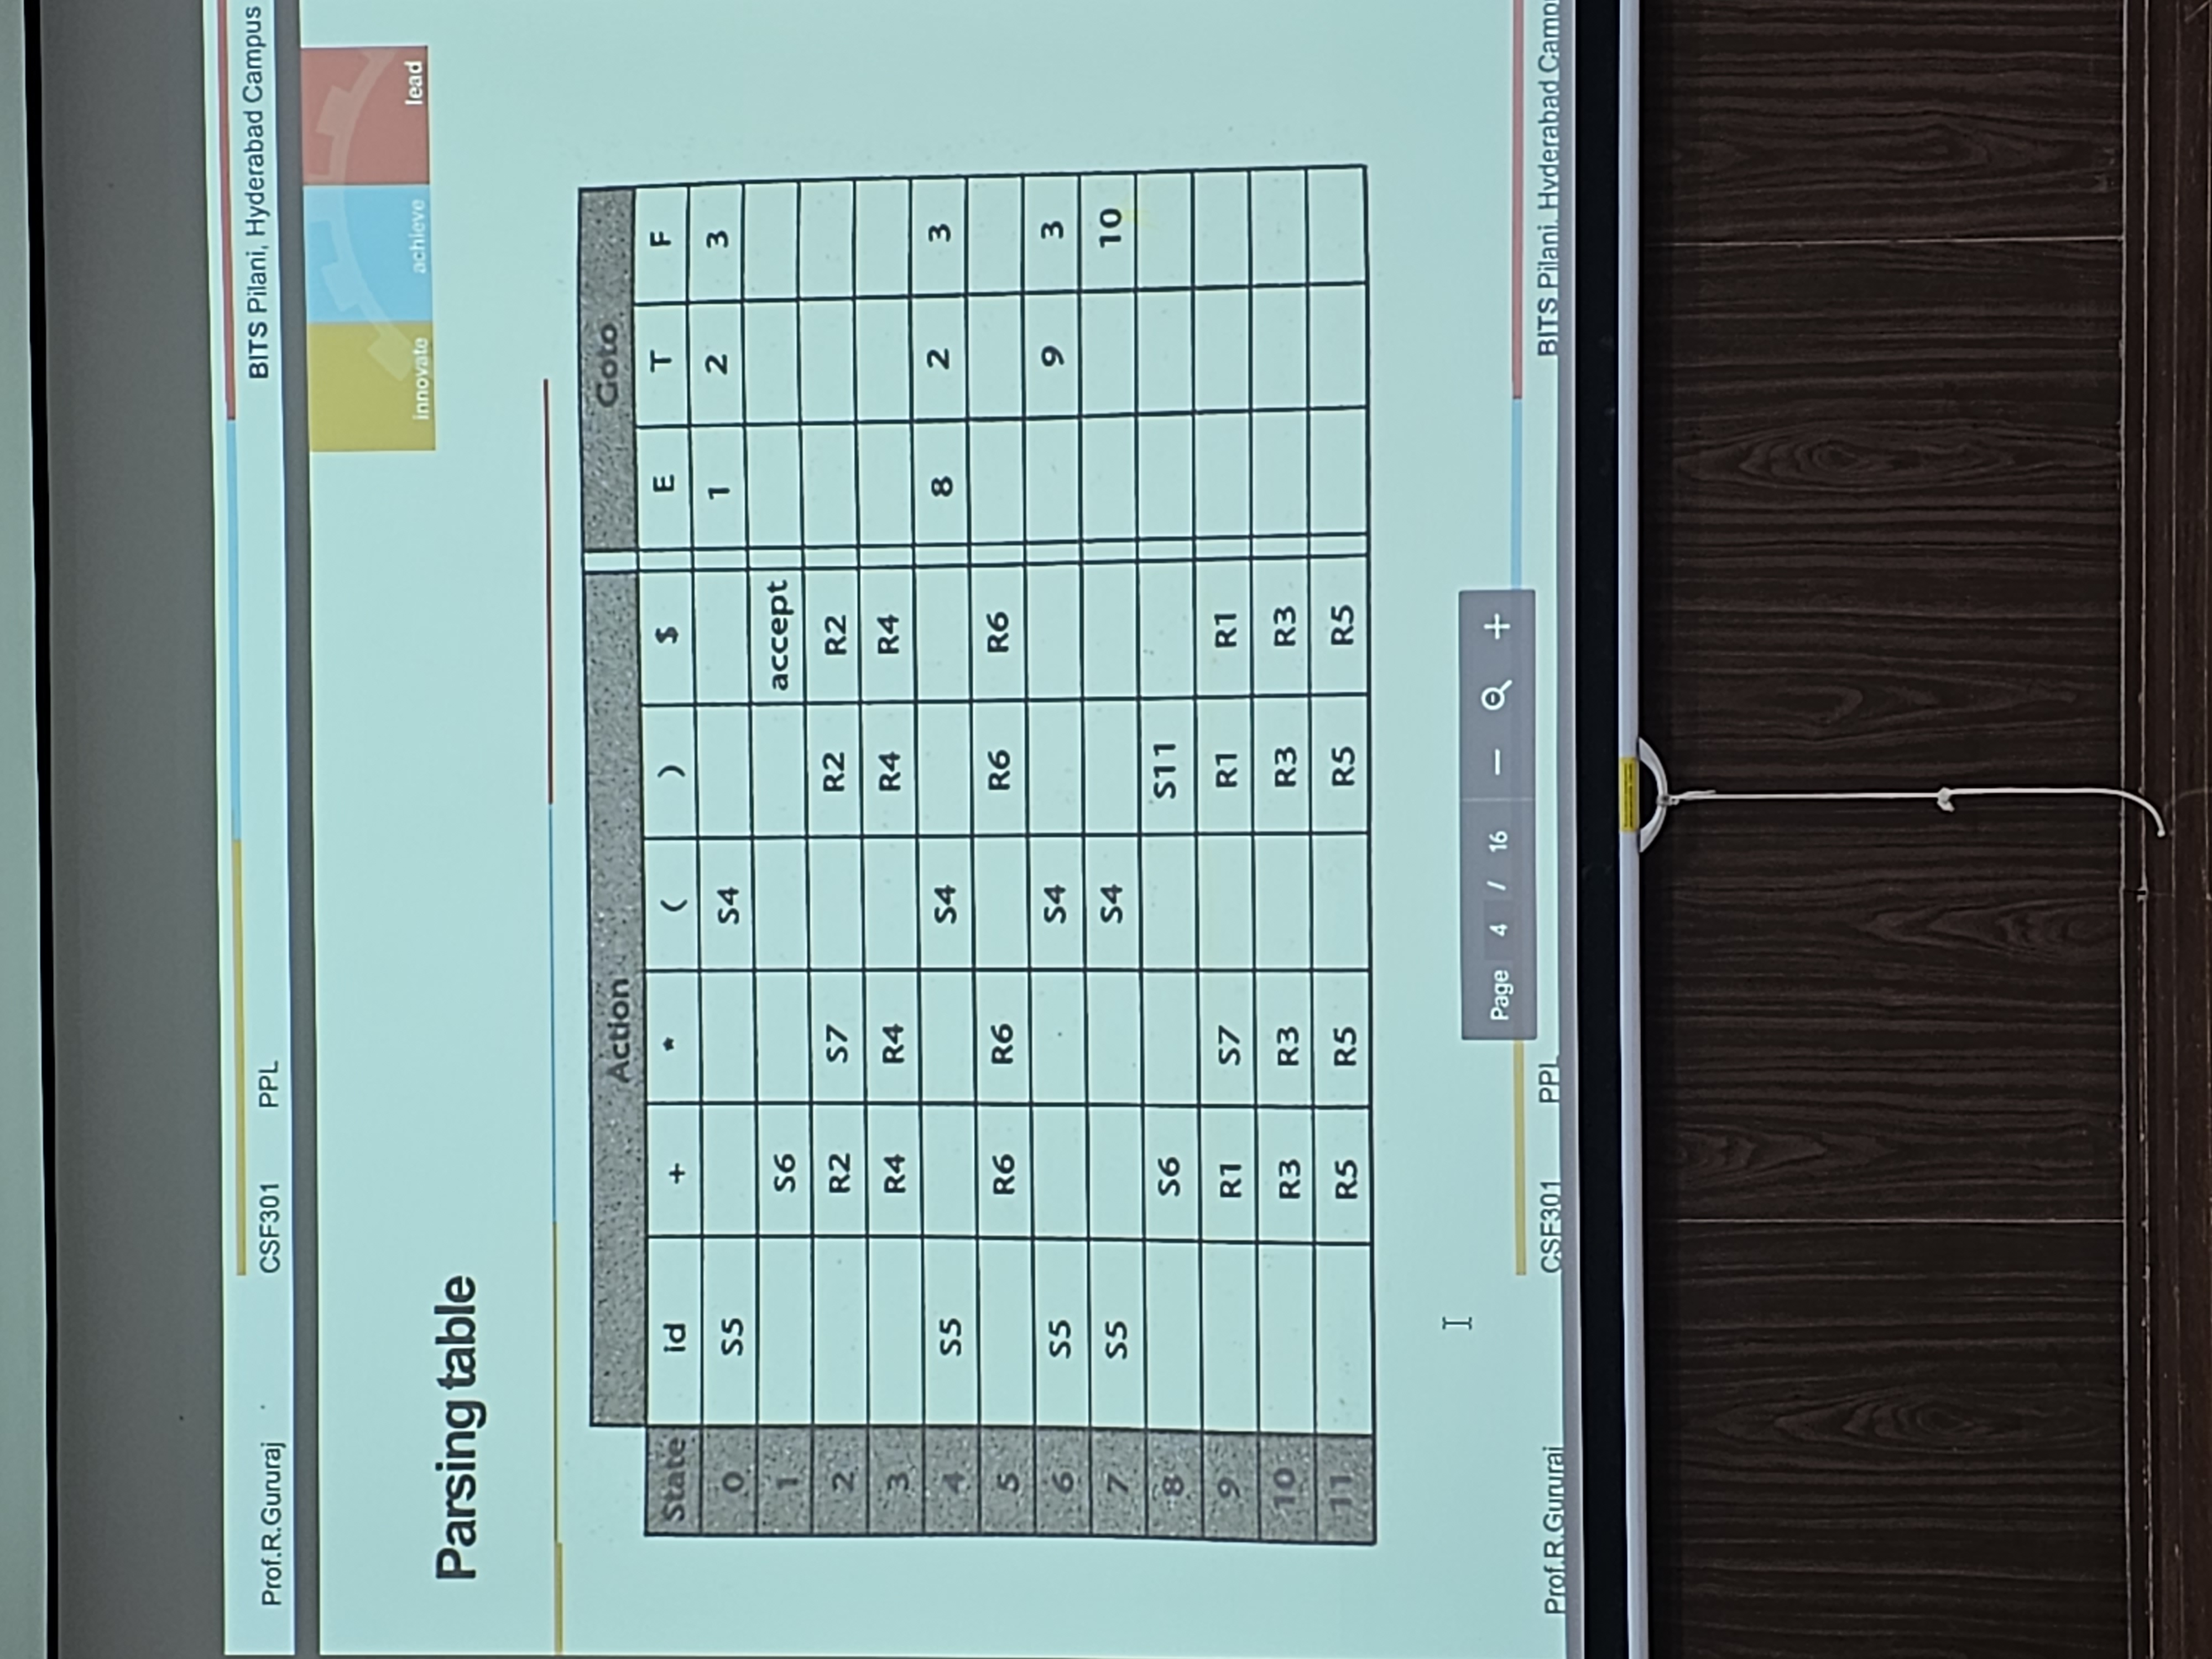 Prof.R.Gururaj CSF301 PPL BITS Pilani, Hyderabad Campus
innovate achieve lead
Parsing table
Action Goto
State id + * ( ) $ E T F
0 S5 S4 1 2 3
1 S6 accept
2 R2 S7 R2 R2
3 R4 R4 R4 R4
4 S5 S4 8 2 3
5 R6 R6 R6 R6
6 S5 S4 9 3
7 S5 S4 10
8 S6 S11
9 R1 S7 R1 R1
10 R3 R3 R3 R3
11 R5 R5 R5 R5
Page 4 / 16 − +
Prof.R.Gururaj CSF301 PPL BITS Pilani, Hyderabad Camp